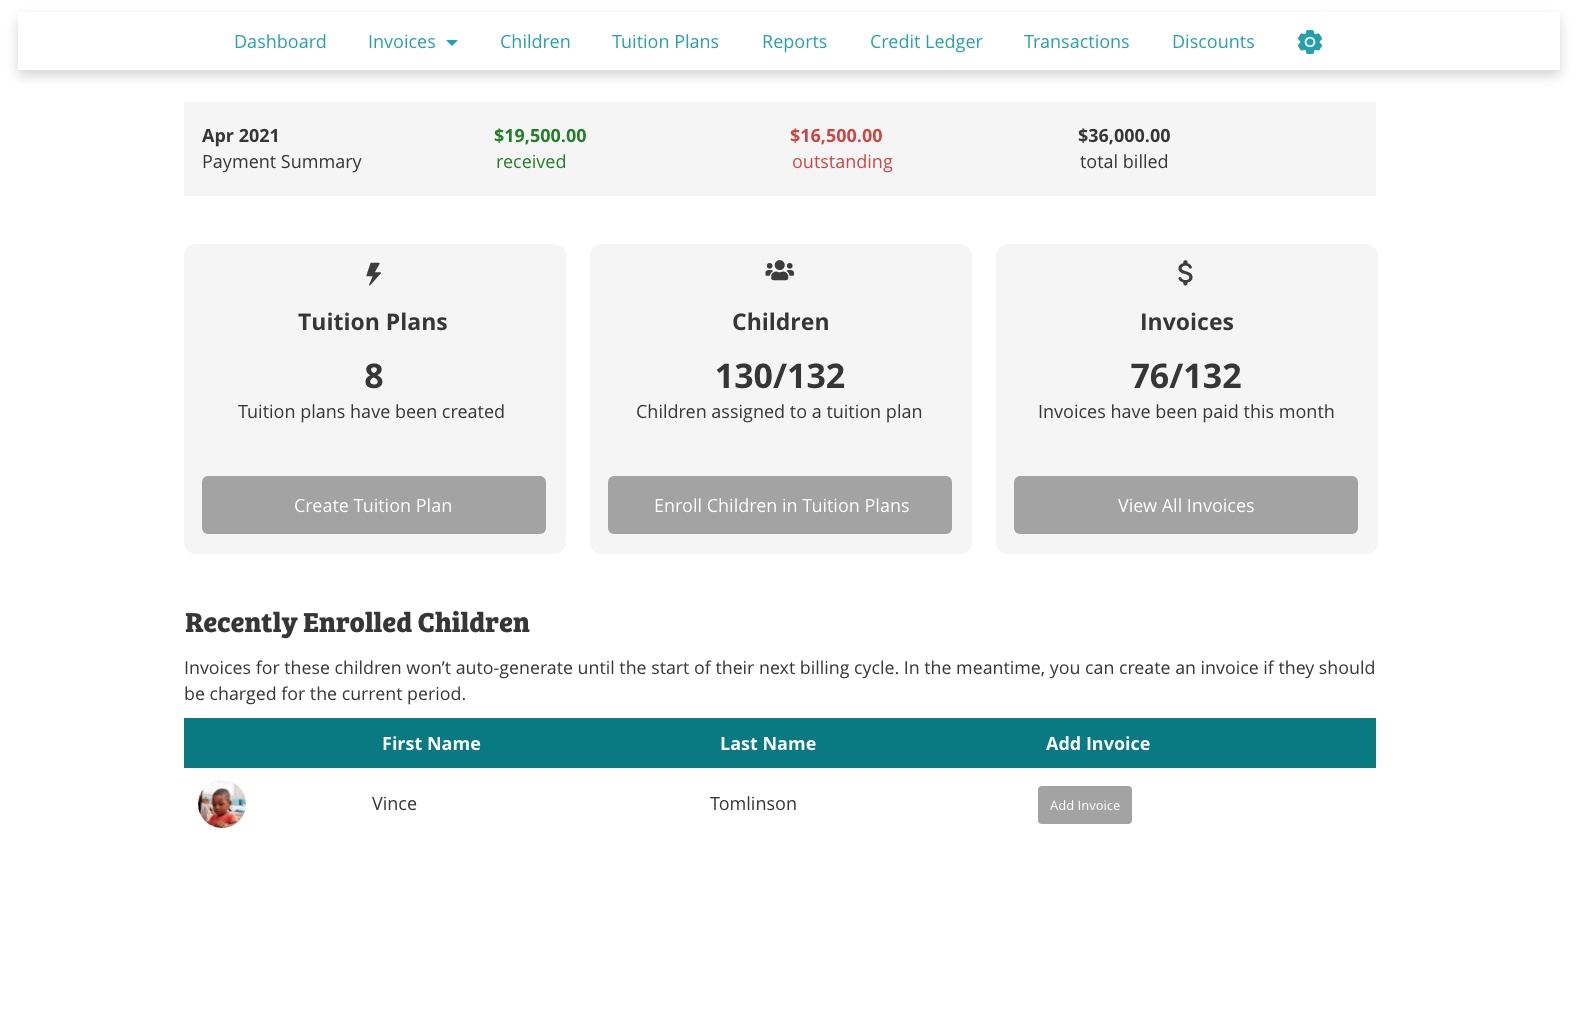 Dashboard Invoices Children Tuition Plans Reports Credit Ledger Transactions Discounts
Apr 2021 $19,500.00 $16,500.00 $36,000.00
Payment Summary received outstanding total billed
Tuition Plans
8
Tuition plans have been created
Create Tuition Plan
Children
130/132
Children assigned to a tuition plan
Enroll Children in Tuition Plans
Invoices
76/132
Invoices have been paid this month
View All Invoices
Recently Enrolled Children
Invoices for these children won’t auto-generate until the start of their next billing cycle. In the meantime, you can create an invoice if they should
be charged for the current period.
First Name Last Name Add Invoice
Vince Tomlinson Add Invoice